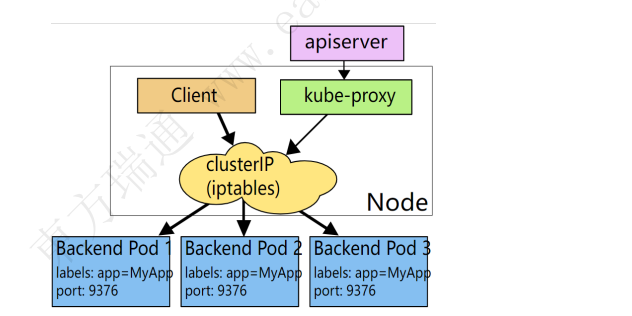 apiserver
Client
kube-proxy
clusterIP
(iptables)
Node
Backend Pod 1
labels: app=MyApp
port: 9376
Backend Pod 2
labels: app=MyApp
port: 9376
Backend Pod 3
labels: app=MyApp
port: 9376
东方瑞通 www.ea